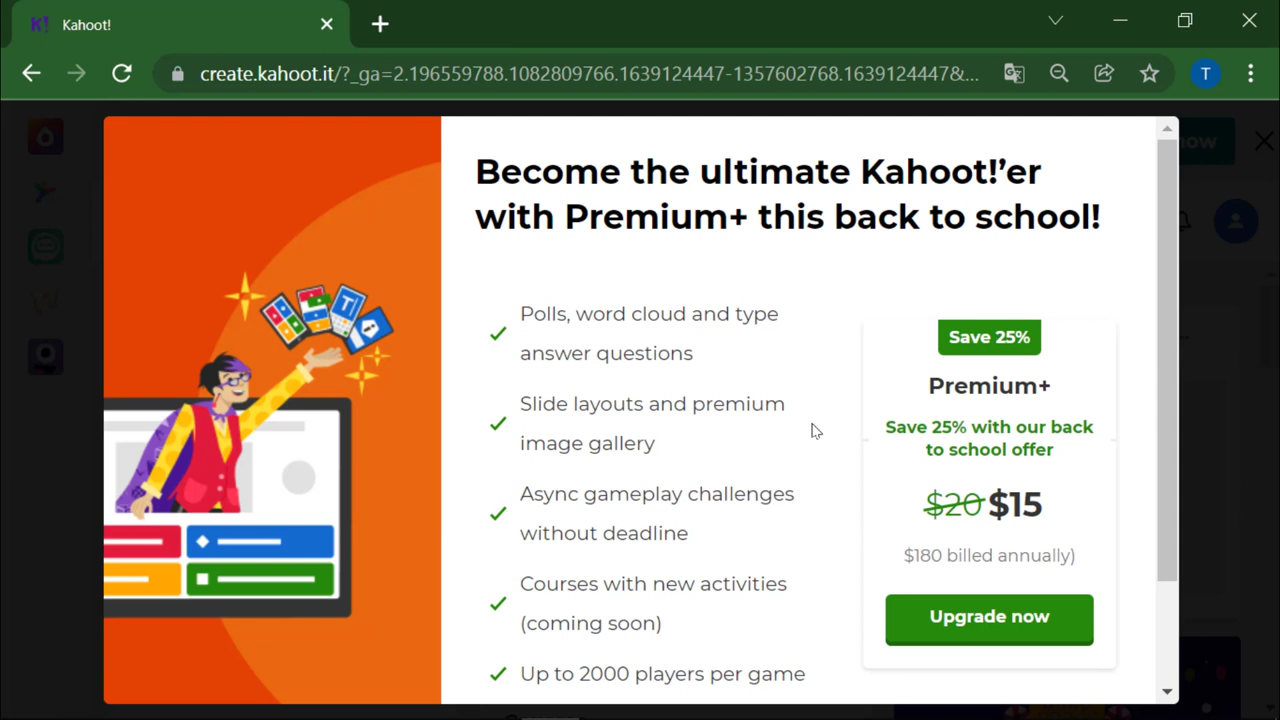 Kahoot!
create.kahoot.it/?_ga=2.196559788.1082809766.1639124447-1357602768.1639124447&...
T
now
Become the ultimate Kahoot!’er
with Premium+ this back to school!
Polls, word cloud and type
answer questions
Slide layouts and premium
image gallery
Async gameplay challenges
without deadline
Courses with new activities
(coming soon)
Up to 2000 players per game
Save 25%
Premium+
Save 25% with our back
to school offer
$20 $15
$180 billed annually)
Upgrade now